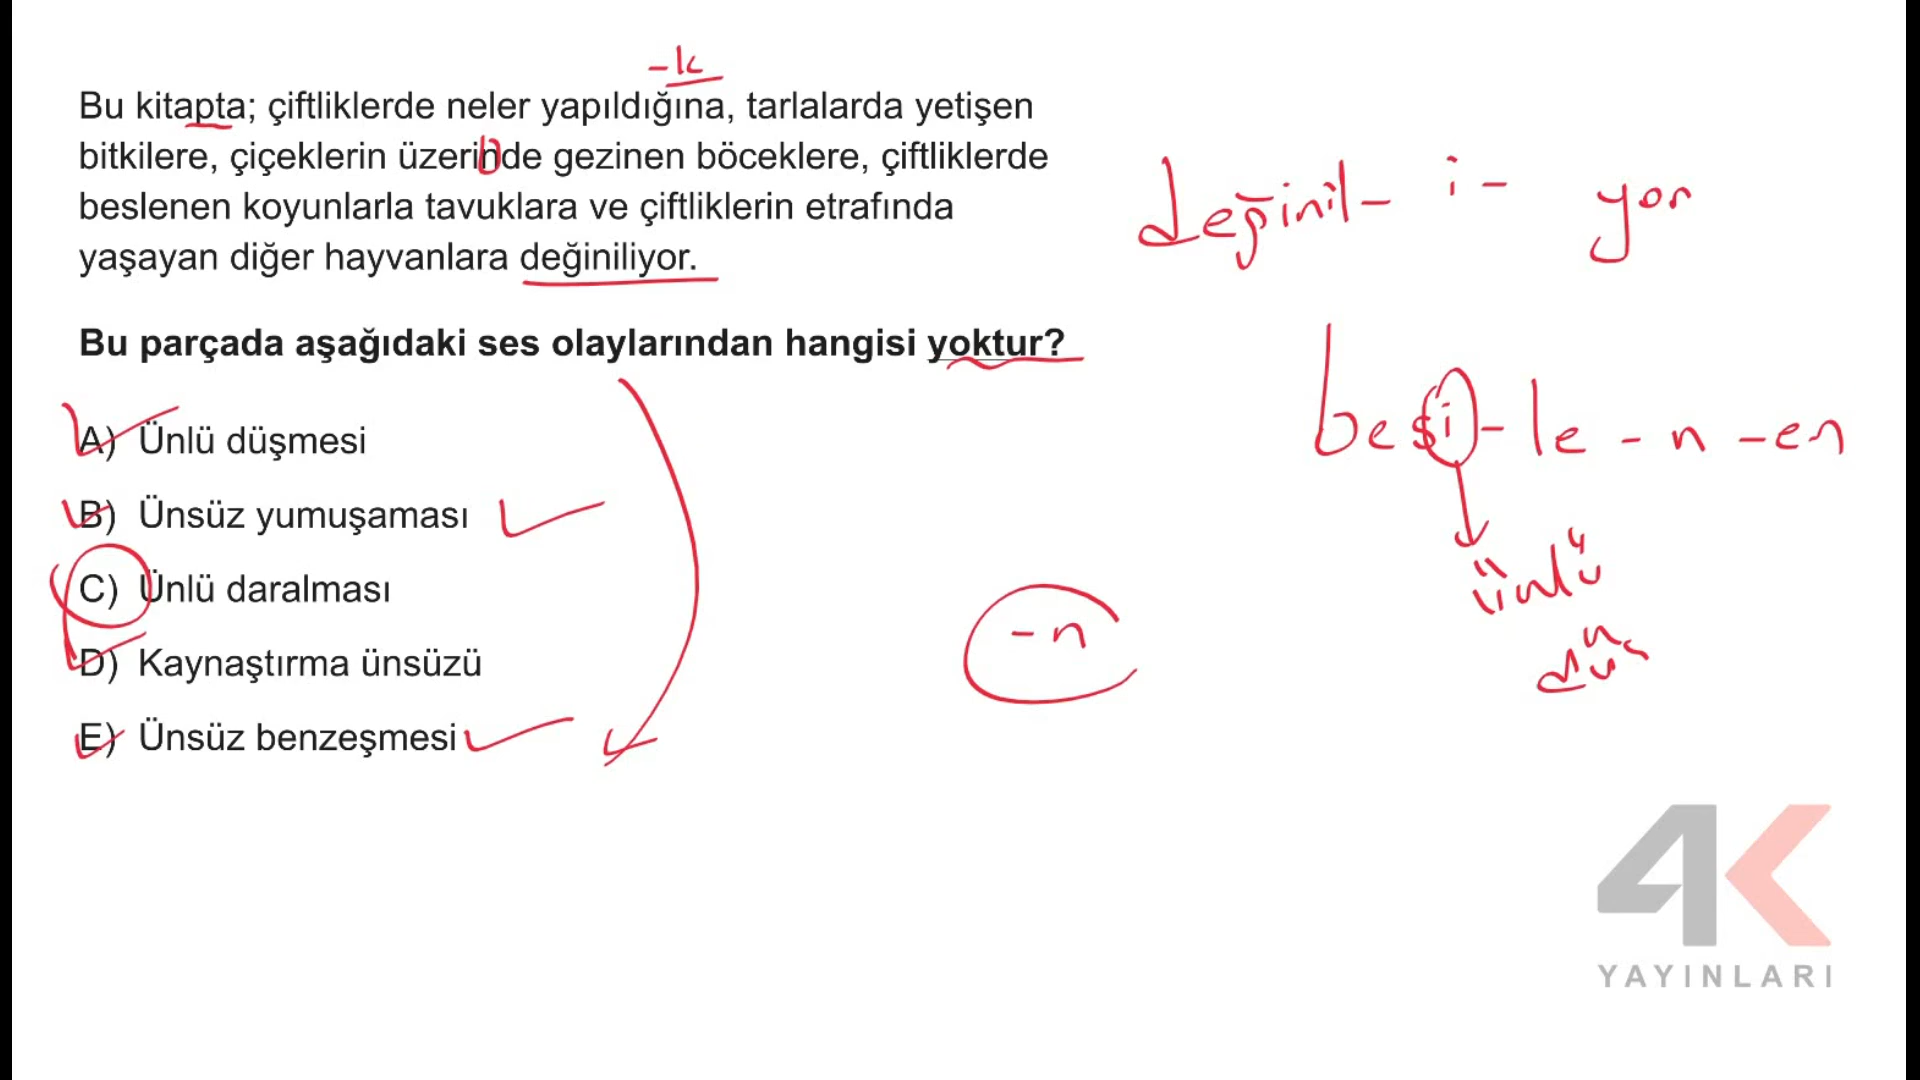 -k
Bu kitapta; çiftliklerde neler yapıldığına, tarlalarda yetişen
bitkilere, çiçeklerin üzerinde gezinen böceklere, çiftliklerde
beslenen koyunlarla tavuklara ve çiftliklerin etrafında
yaşayan diğer hayvanlara değiniliyor.
değinil- i- yor
Bu parçada aşağıdaki ses olaylarından hangisi yoktur?
besi-le-n-en
A) Ünlü düşmesi
B) Ünsüz yumuşaması
C) Ünlü daralması
ünlü
düş
-n
D) Kaynaştırma ünsüzü
E) Ünsüz benzeşmesi
4K
YAYINLARI